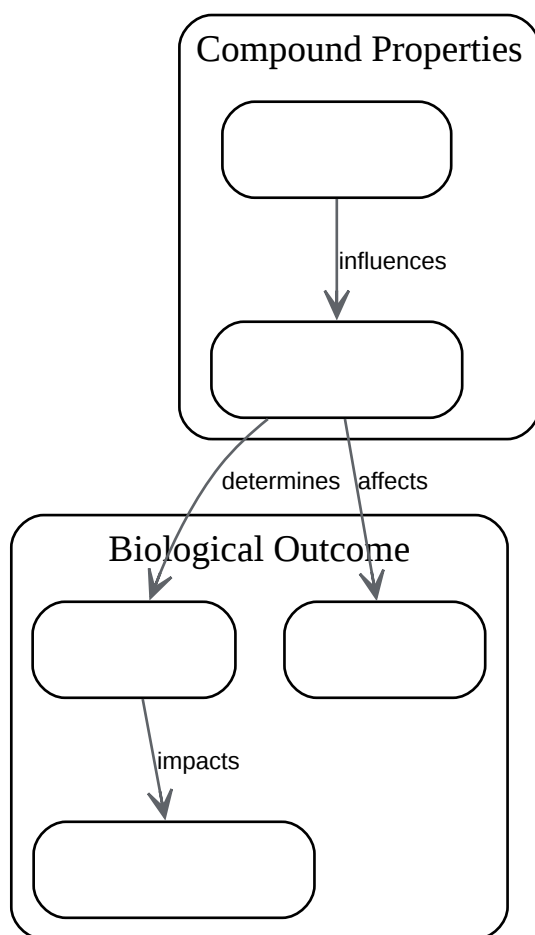 Compound Properties
influences
determines
affects
Biological Outcome
impacts